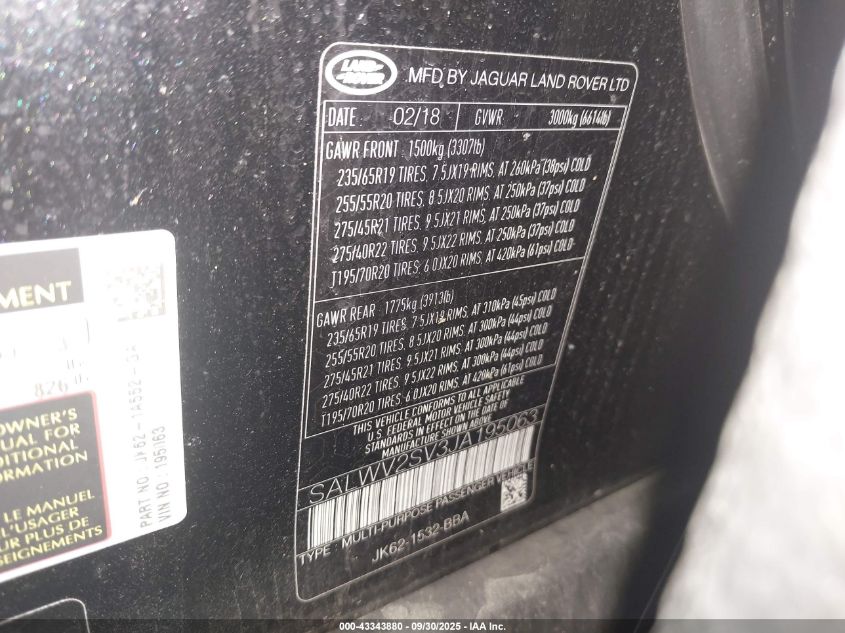 LAND
ROVER
MFD BY JAGUAR LAND ROVER LTD
DATE 02/18 GVWR 3000kg (6614lb)
GAWR FRONT 1500kg (3307lb)
235/65R19 TIRES, 7.5JX19 RIMS, AT 260kPa (38psi) COLD
255/55R20 TIRES, 8.5JX20 RIMS, AT 250kPa (37psi) COLD
275/45R21 TIRES, 9.5JX21 RIMS, AT 250kPa (37psi) COLD
275/40R22 TIRES, 9.5JX22 RIMS, AT 250kPa (37psi) COLD
T195/70R20 TIRES, 6.0JX20 RIMS, AT 420kPa (61psi) COLD
GAWR REAR 1775kg (3913lb)
235/65R19 TIRES, 7.5JX19 RIMS, AT 310kPa (45psi) COLD
255/55R20 TIRES, 8.5JX20 RIMS, AT 300kPa (44psi) COLD
275/45R21 TIRES, 9.5JX21 RIMS, AT 300kPa (44psi) COLD
275/40R22 TIRES, 9.5JX22 RIMS, AT 300kPa (44psi) COLD
T195/70R20 TIRES, 6.0JX20 RIMS, AT 420kPa (61psi) COLD
THIS VEHICLE CONFORMS TO ALL APPLICABLE
U.S. FEDERAL MOTOR VEHICLE SAFETY
STANDARDS IN EFFECT ON THE DATE OF
MANUFACTURE SHOWN ABOVE
SALWV2SV3JA195063
TYPE: MULTI-PURPOSE PASSENGER VEHICLE
JK62-1532-BBA
EMENT
826
OWNER'S
UAL FOR
DITIONAL
ORMATION
LE MANUEL
L'USAGER
UR PLUS DE
SEIGNEMENTS
PART NO: JK62-1A552-DA
VIN NO: 195063
000-43343880 - 09/30/2025 - IAA Inc.